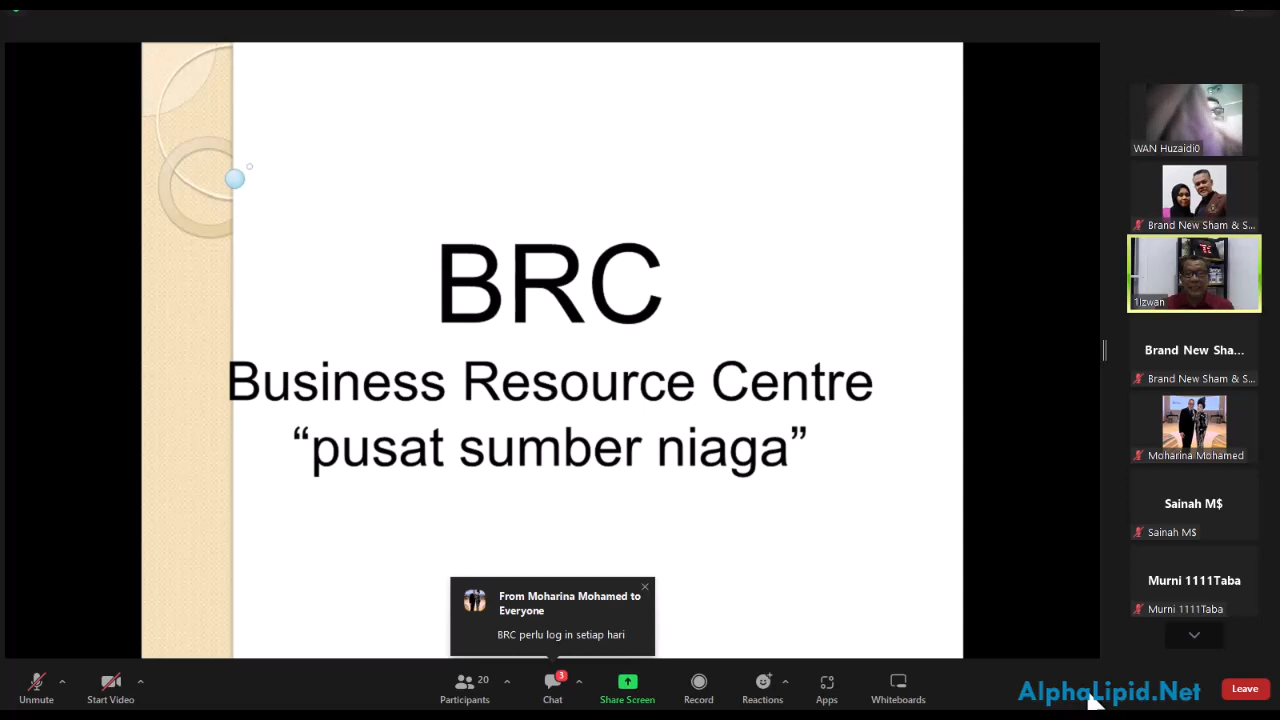 BRC
Business Resource Centre
“pusat sumber niaga”
From Moharina Mohamed to
Everyone
BRC perlu log in setiap hari
WAN Huzaidi0
Brand New Sham & S...
1Izwan
Brand New Sha...
Brand New Sham & S...
Moharina Mohamed
Sainah M$
Sainah M$
Murni 1111Taba
Murni 1111Taba
Unmute
Start Video
20
Participants
3
Chat
Share Screen
Record
Reactions
Apps
Whiteboards
AlphaLipid.Net
Leave